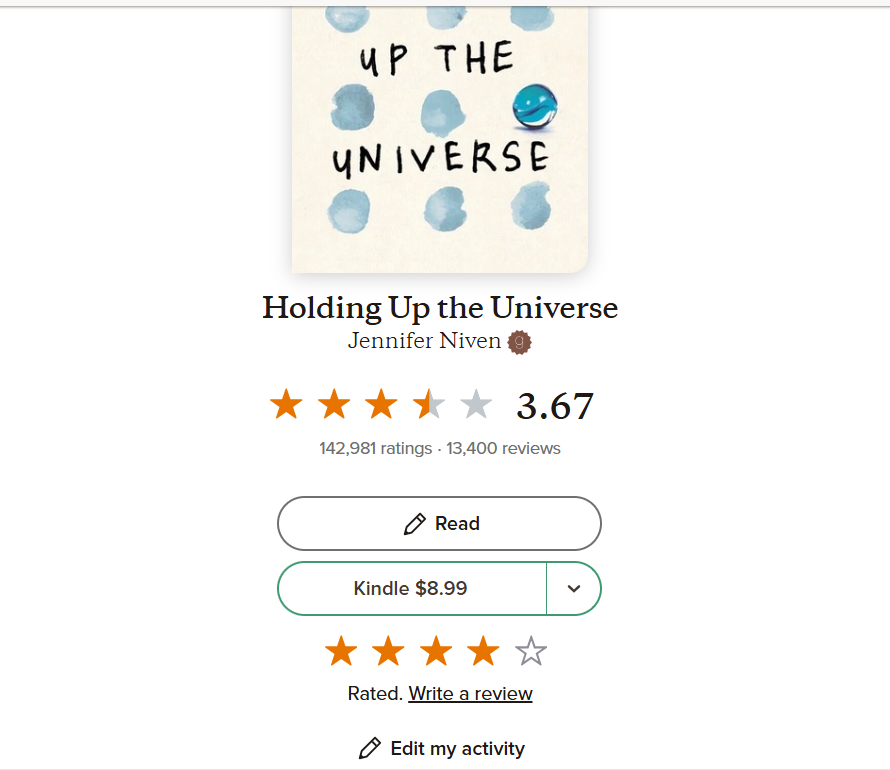 UP THE
UNIVERSE
Holding Up the Universe
Jennifer Niven g
3.67
142,981 ratings · 13,400 reviews
Read
Kindle $8.99
Rated. Write a review
Edit my activity